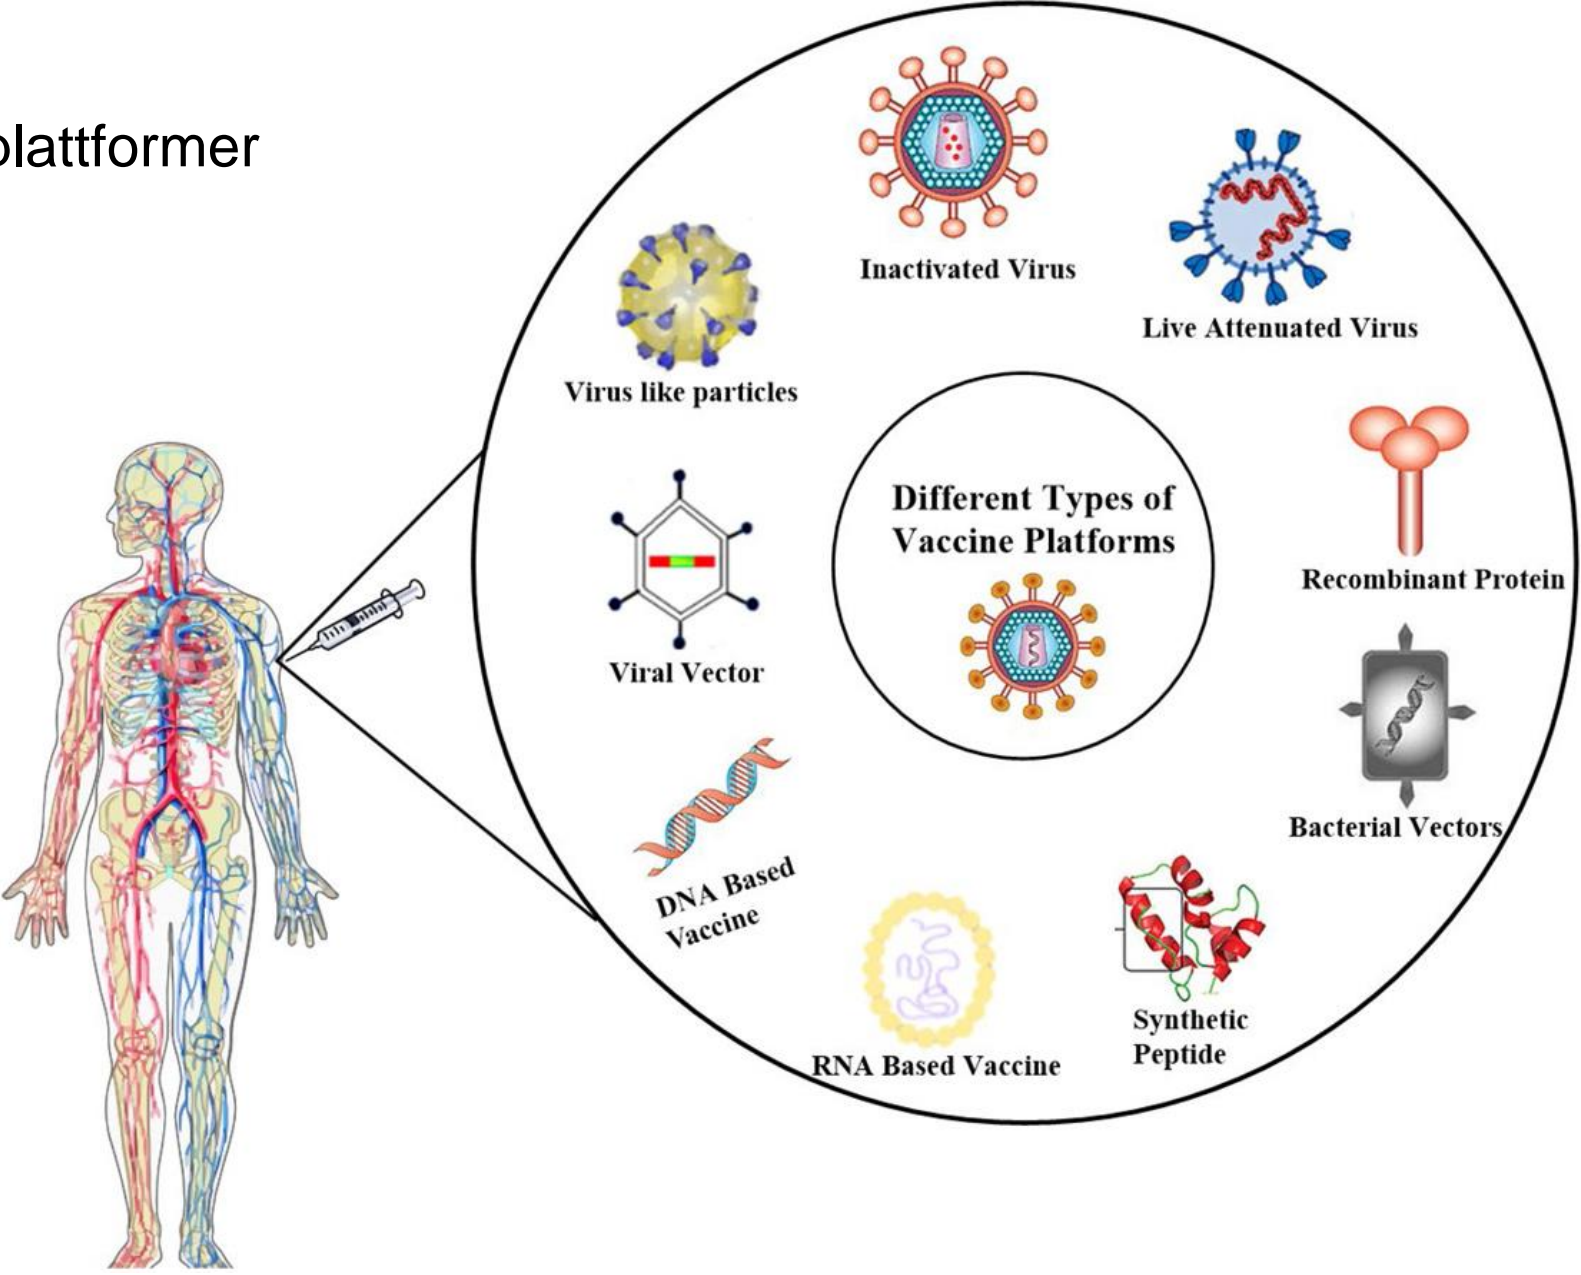 plattformer
Inactivated Virus
Live Attenuated Virus
Virus like particles
Different Types of
Vaccine Platforms
Recombinant Protein
Viral Vector
Bacterial Vectors
DNA Based
Vaccine
Synthetic
Peptide
RNA Based Vaccine